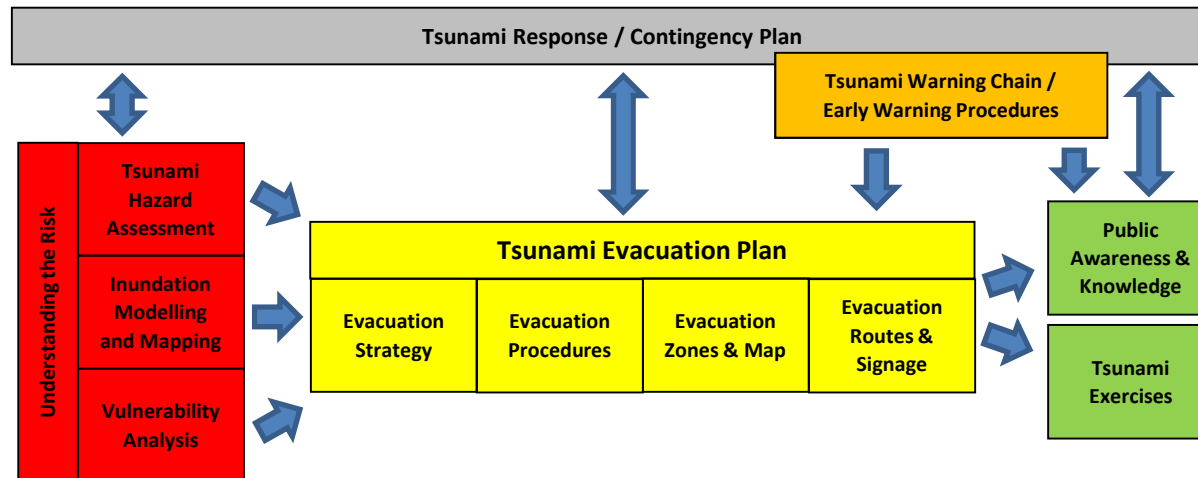 Tsunami Response / Contingency Plan
Tsunami Warning Chain /
Early Warning Procedures
Understanding the Risk
Tsunami
Hazard
Assessment
Inundation
Modelling
and Mapping
Vulnerability
Analysis
Tsunami Evacuation Plan
Evacuation
Strategy
Evacuation
Procedures
Evacuation
Zones & Map
Evacuation
Routes &
Signage
Public
Awareness &
Knowledge
Tsunami
Exercises